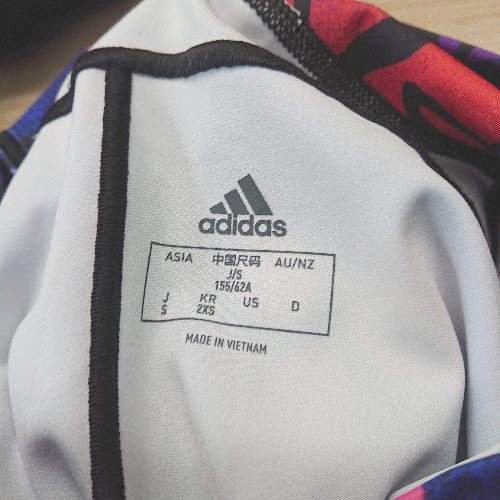 adidas
ASIA 中国尺码 AU/NZ
J/S
155/62A
J KR US D
S 2XS
MADE IN VIETNAM